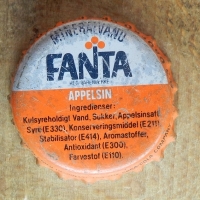 MINERALVAND
FANTA
APPELSIN
Ingredienser:
Kulsyreholdigt Vand, Sukker, Appelsinsaft,
Syre (E330), Konserveringsmiddel (E211),
Stabilisator (E414), Aromastoffer,
Antioxidant (E300),
Farvestof (E110).